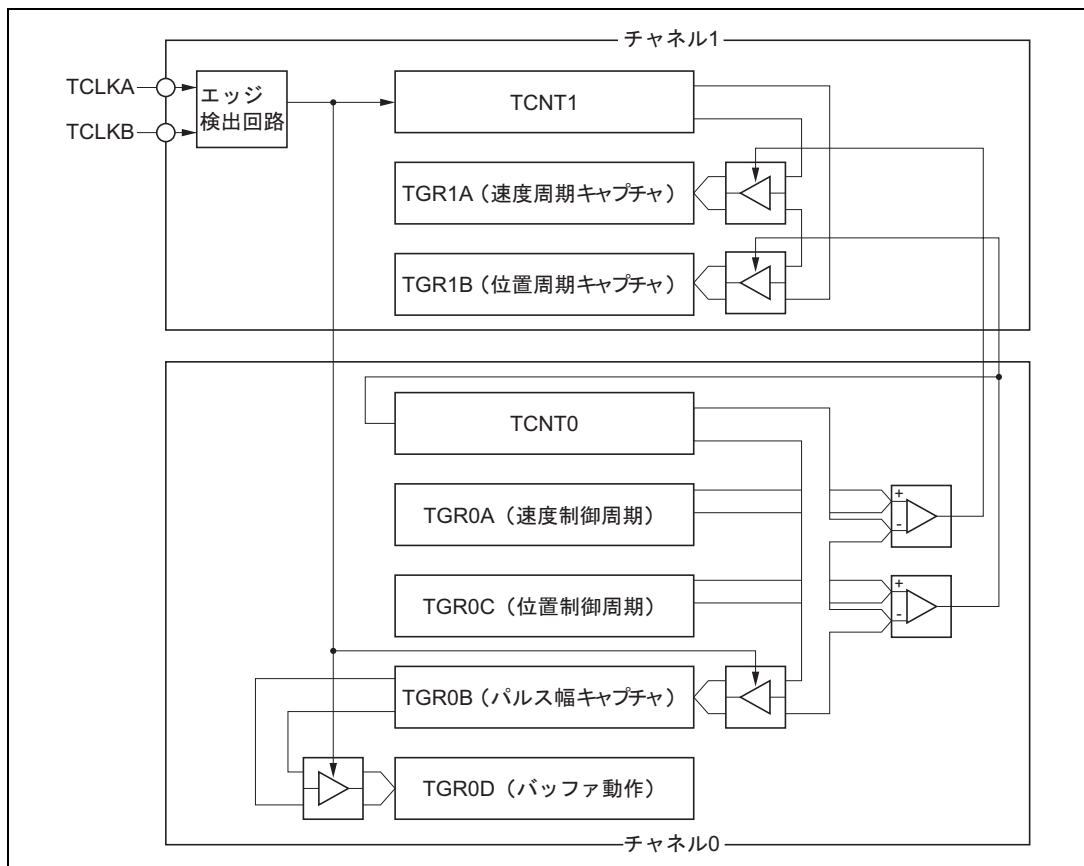 チャネル1
TCLKA
TCLKB
エッジ
検出回路
TCNT1
TGR1A（速度周期キャプチャ）
TGR1B（位置周期キャプチャ）
TCNT0
TGR0A（速度制御周期）
+
-
TGR0C（位置制御周期）
+
-
TGR0B（パルス幅キャプチャ）
TGR0D（バッファ動作）
チャネル0